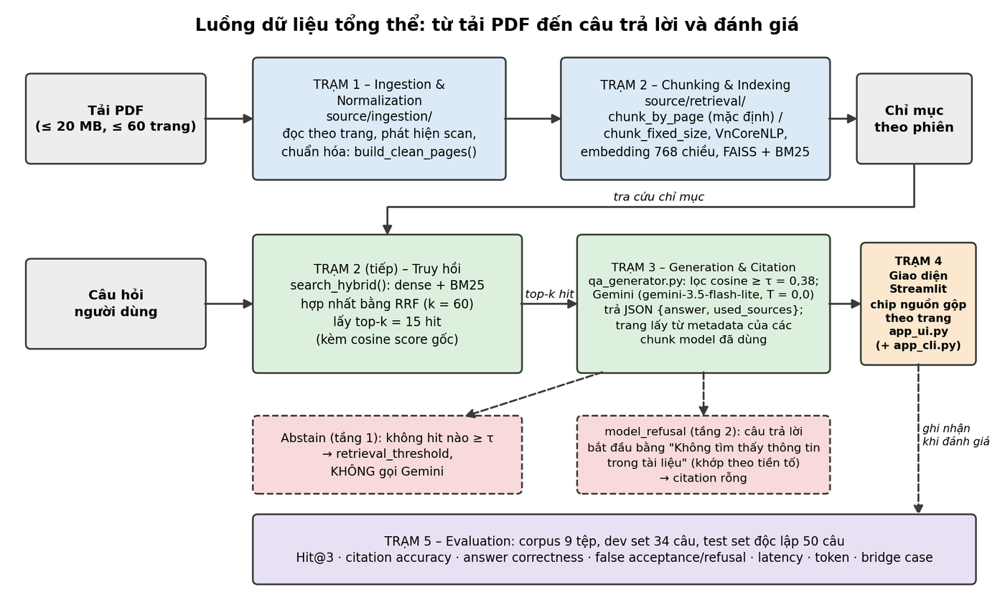 Luồng dữ liệu tổng thể: từ tải PDF đến câu trả lời và đánh giá
Tải PDF
(≤ 20 MB, ≤ 60 trang)
TRẠM 1 – Ingestion &
Normalization
source/ingestion/
đọc theo trang, phát hiện scan,
chuẩn hóa: build_clean_pages()
TRẠM 2 – Chunking & Indexing
source/retrieval/
chunk_by_page (mặc định) /
chunk_fixed_size, VnCoreNLP,
embedding 768 chiều, FAISS + BM25
Chỉ mục
theo phiên
tra cứu chỉ mục
Câu hỏi
người dùng
TRẠM 2 (tiếp) – Truy hồi
search_hybrid(): dense + BM25
hợp nhất bằng RRF (k = 60)
lấy top-k = 15 hit
(kèm cosine score gốc)
top-k hit
TRẠM 3 – Generation & Citation
qa_generator.py: lọc cosine ≥ τ = 0,38;
Gemini (gemini-3.5-flash-lite, T = 0,0)
trả JSON {answer, used_sources};
trang lấy từ metadata của các
chunk model đã dùng
TRẠM 4
Giao diện
Streamlit
chip nguồn gộp
theo trang
app_ui.py
(+ app_cli.py)
Abstain (tầng 1): không hit nào ≥ τ
→ retrieval_threshold,
KHÔNG gọi Gemini
model_refusal (tầng 2): câu trả lời
bắt đầu bằng "Không tìm thấy thông tin
trong tài liệu" (khớp theo tiền tố)
→ citation rỗng
ghi nhận
khi đánh giá
TRẠM 5 – Evaluation: corpus 9 tệp, dev set 34 câu, test set độc lập 50 câu
Hit@3 · citation accuracy · answer correctness · false acceptance/refusal · latency · token · bridge case